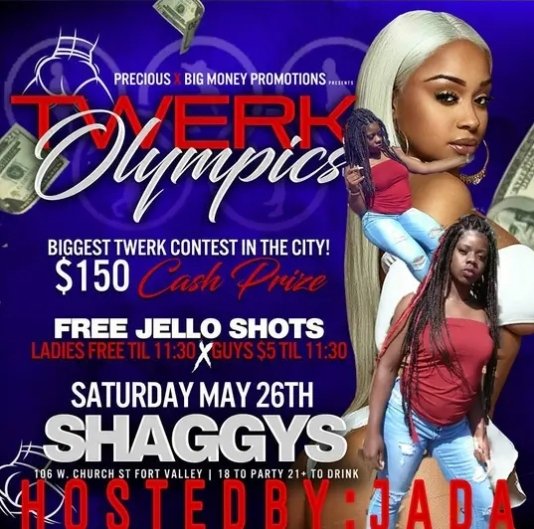 PRECIOUS X BIG MONEY PROMOTIONS PRESENTS
TWERK
Olympics
BIGGEST TWERK CONTEST IN THE CITY!
$150 Cash Prize
FREE JELLO SHOTS
LADIES FREE TIL 11:30 X GUYS $5 TIL 11:30
SATURDAY MAY 26TH
SHAGGYS
106 W. CHURCH ST FORT VALLEY | 18 TO PARTY 21+ TO DRINK
HOSTED BY: JADA